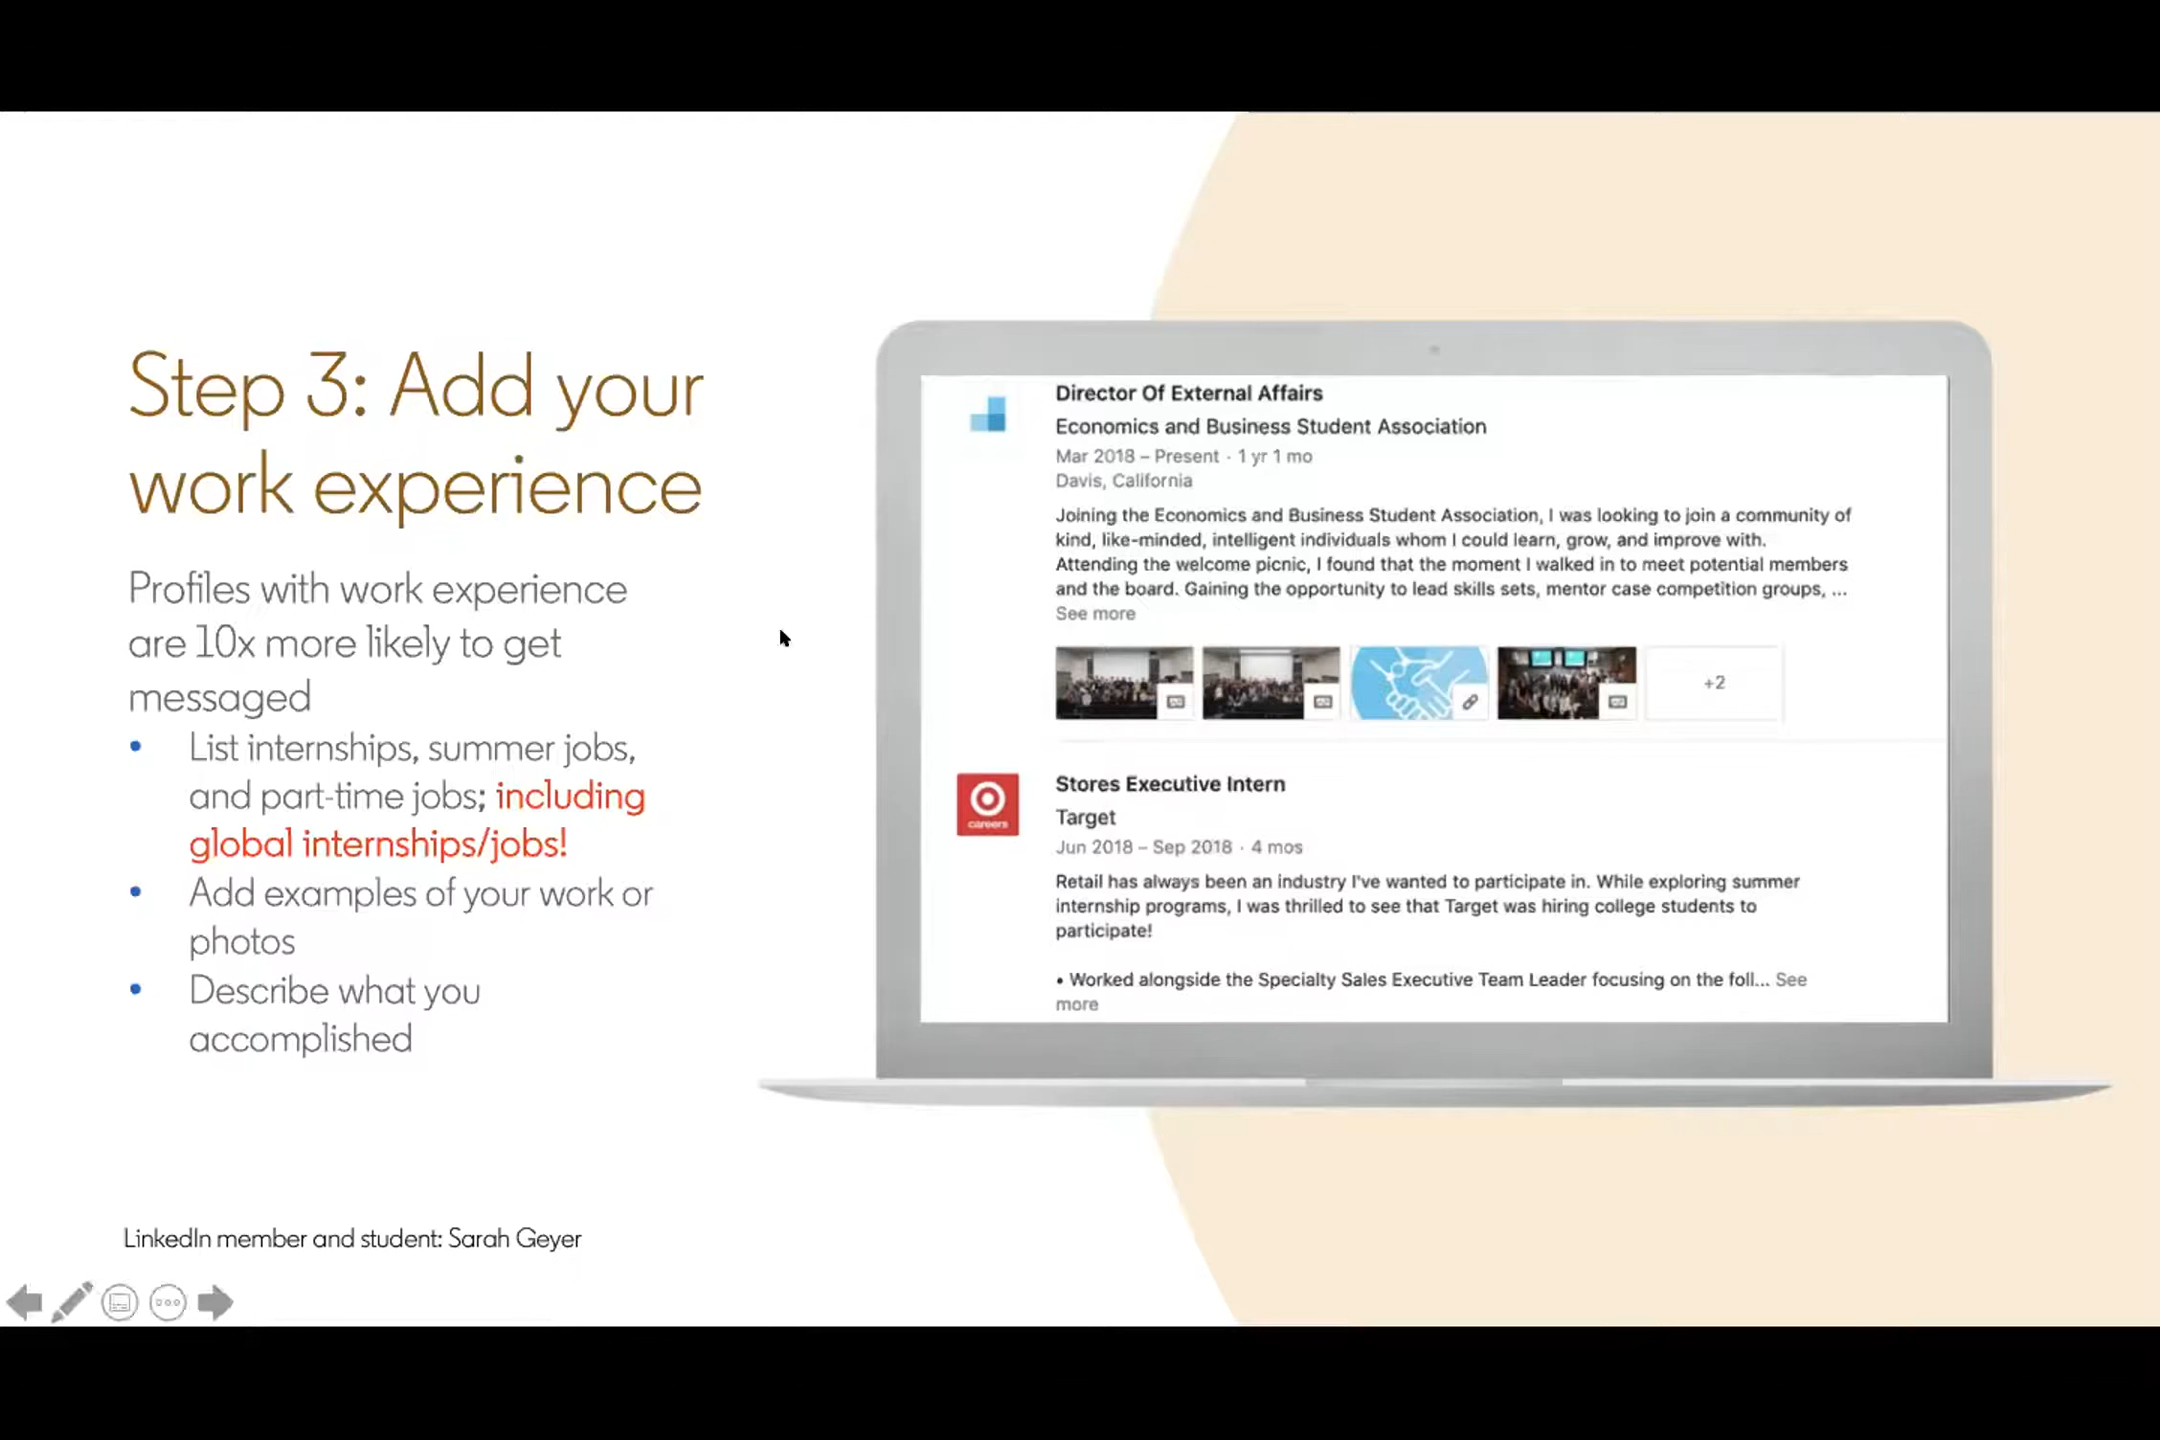 Step 3: Add your
work experience
Profiles with work experience
are 10x more likely to get
messaged
• List internships, summer jobs,
and part-time jobs; including
global internships/jobs!
• Add examples of your work or
photos
• Describe what you
accomplished
LinkedIn member and student: Sarah Geyer
Director Of External Affairs
Economics and Business Student Association
Mar 2018 – Present · 1 yr 1 mo
Davis, California
Joining the Economics and Business Student Association, I was looking to join a community of
kind, like-minded, intelligent individuals whom I could learn, grow, and improve with.
Attending the welcome picnic, I found that the moment I walked in to meet potential members
and the board. Gaining the opportunity to lead skills sets, mentor case competition groups, ...
See more
+2
careers
Stores Executive Intern
Target
Jun 2018 – Sep 2018 · 4 mos
Retail has always been an industry I've wanted to participate in. While exploring summer
internship programs, I was thrilled to see that Target was hiring college students to
participate!
• Worked alongside the Specialty Sales Executive Team Leader focusing on the foll... See
more